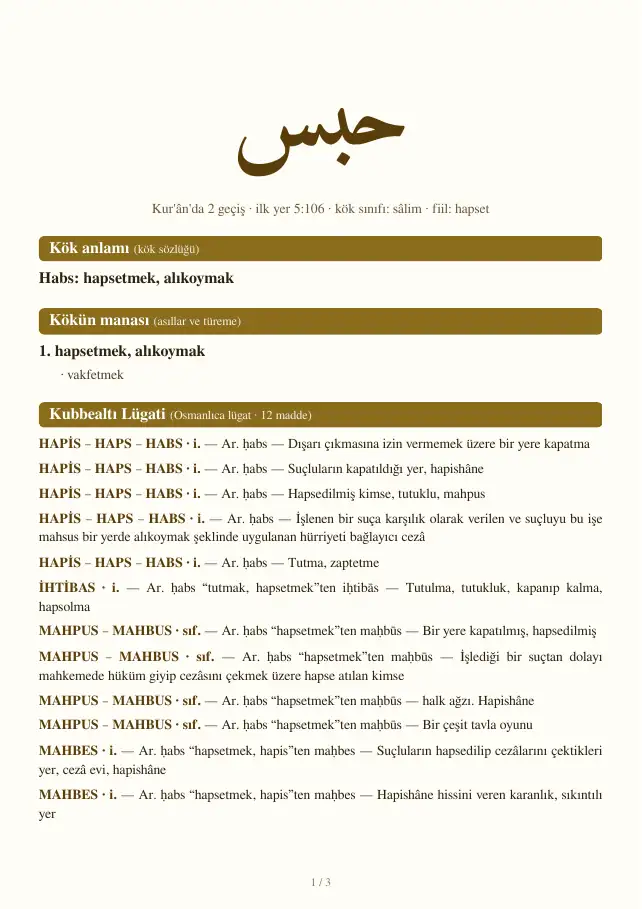 حبس
Kur'ân'da 2 geçiş · ilk yer 5:106 · kök sınıfı: sâlim · fiil: hapset
Kök anlamı (kök sözlüğü)
Habs: hapsetmek, alıkoymak
Kökün manası (asıllar ve türeme)
1. hapsetmek, alıkoymak
· vakfetmek
Kubbealtı Lügati (Osmanlıca lügat · 12 madde)
HAPİS – HAPS – HABS · i. — Ar. ḥabs — Dışarı çıkmasına izin vermemek üzere bir yere kapatma
HAPİS – HAPS – HABS · i. — Ar. ḥabs — Suçluların kapatıldığı yer, hapishâne
HAPİS – HAPS – HABS · i. — Ar. ḥabs — Hapsedilmiş kimse, tutuklu, mahpus
HAPİS – HAPS – HABS · i. — Ar. ḥabs — İşlenen bir suça karşılık olarak verilen ve suçluyu bu işe
mahsus bir yerde alıkoymak şeklinde uygulanan hürriyeti bağlayıcı cezâ
HAPİS – HAPS – HABS · i. — Ar. ḥabs — Tutma, zaptetme
İHTİBAS · i. — Ar. ḥabs “tutmak, hapsetmek”ten iḥtibās — Tutulma, tutukluk, kapanıp kalma,
hapsolma
MAHPUS – MAHBUS · sıf. — Ar. ḥabs “hapsetmek”ten maḥbūs — Bir yere kapatılmış, hapsedilmiş
MAHPUS – MAHBUS · sıf. — Ar. ḥabs “hapsetmek”ten maḥbūs — İşlediği bir suçtan dolayı
mahkemede hüküm giyip cezâsını çekmek üzere hapse atılan kimse
MAHPUS – MAHBUS · sıf. — Ar. ḥabs “hapsetmek”ten maḥbūs — halk ağzı. Hapishâne
MAHPUS – MAHBUS · sıf. — Ar. ḥabs “hapsetmek”ten maḥbūs — Bir çeşit tavla oyunu
MAHBES · i. — Ar. ḥabs “hapsetmek, hapis”ten maḥbes — Suçluların hapsedilip cezâlarını çektikleri
yer, cezâ evi, hapishâne
MAHBES · i. — Ar. ḥabs “hapsetmek, hapis”ten maḥbes — Hapishâne hissini veren karanlık, sıkıntılı
yer
1 / 3